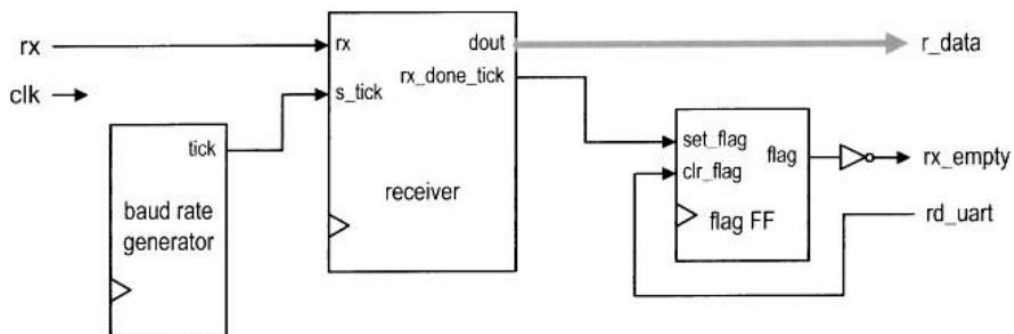 rx
rx
dout
r_data
clk
s_tick
rx_done_tick
tick
set_flag
flag
rx_empty
clr_flag
baud rate
generator
receiver
flag FF
rd_uart